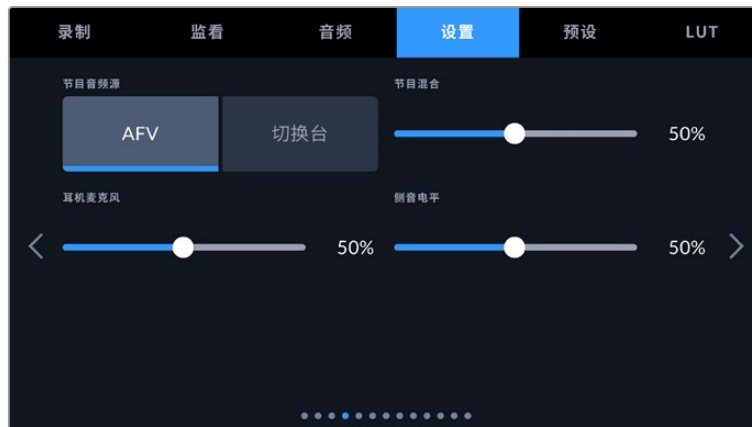 录制 监看 音频 设置 预设 LUT
节目音频源 节目混合
AFV 切换台 50%
耳机麦克风 侧音电平
50% 50%